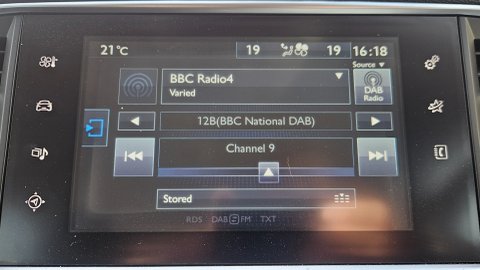 21°C 19 19 16:18
Source
BBC Radio4
Varied
DAB
Radio
12B(BBC National DAB)
Channel 9
Stored
RDS DAB FM TXT